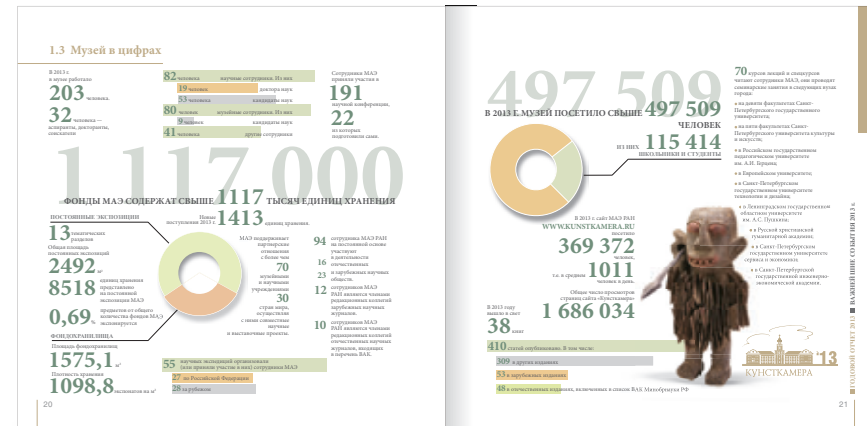 1.3 Музей в цифрах
В 2013 г.
в музее работало
203 человека,
32 человека —
аспиранты, докторанты,
соискатели
82 человека научные сотрудники. Из них
19 человек доктора наук
53 человека кандидаты наук
80 человек музейные сотрудники. Из них
9 человек кандидаты наук
41 человек другие сотрудники
Сотрудники МАЭ
приняли участие в
191
научной конференции,
22
из которых
подготовили сами.
1 117 000
ФОНДЫ МАЭ СОДЕРЖАТ СВЫШЕ 1117 ТЫСЯЧ ЕДИНИЦ ХРАНЕНИЯ
Новые
поступления 2013 г. 1413 единиц хранения.
ПОСТОЯННЫЕ ЭКСПОЗИЦИИ
13 тематических
разделов
Общая площадь
постоянных экспозиций
2492 м²
8518 единиц хранения
представлено
на постоянной
экспозиции МАЭ
0,69% предметов от общего
количества фондов МАЭ
экспонируется
ФОНДОХРАНИЛИЩА
Площадь фондохранилищ
1575,1 м²
Плотность хранения
1098,8 экспонатов на м²
МАЭ поддерживает
партнерские
отношения
с более чем
70
музейными
и научными
учреждениями
30
стран мира,
осуществляя
с ними совместные
научные
и выставочные проекты.
94 сотрудника МАЭ РАН
на постоянной основе
участвуют
в деятельности
16 отечественных
23 и зарубежных научных
обществ.
12 сотрудников МАЭ
РАН являются членами
редакционных коллегий
зарубежных научных
журналов.
10 сотрудников МАЭ
РАН являются членами
редакционных коллегий
отечественных научных
журналов, входящих
в перечень ВАК.
55 научных экспедиций организовали
(или приняли участие в них) сотрудники МАЭ
27 по Российской Федерации
28 за рубежом
20
497 509
В 2013 Г. МУЗЕЙ ПОСЕТИЛО СВЫШЕ 497 509
ЧЕЛОВЕК
ИЗ НИХ 115 414
ШКОЛЬНИКИ И СТУДЕНТЫ
В 2013 г. сайт МАЭ РАН
WWW.KUNSTKAMERA.RU
посетило
369 372
человек,
т.е. в среднем 1011
человек в день.
Общее число просмотров
страниц сайта «Кунсткамера»
1 686 034
В 2013 году
вышло в свет
38 книг
410 статей опубликовано. В том числе:
309 в других изданиях
53 в зарубежных изданиях
48 в отечественных изданиях, включенных в список ВАК Минобрнауки РФ
70 курсов лекций и спецкурсов
читают сотрудники МАЭ, они проводят
семинарские занятия в следующих вузах
города:
на девяти факультетах Санкт-
Петербургского государственного
университета;
на пяти факультетах Санкт-
Петербургского университета культуры
и искусств;
в Российском государственном
педагогическом университете
им. А.И. Герцена;
в Европейском университете;
в Санкт-Петербургском
государственном университете
технологии и дизайна;
в Ленинградском государственном
областном университете
им. А.С. Пушкина;
в Русской христианской
гуманитарной академии;
в Санкт-Петербургском
государственном университете
сервиса и экономики;
в Санкт-Петербургской
государственной инженерно-
экономической академии.
'13
КУНСТКАМЕРА
ГОДОВОЙ ОТЧЕТ 2013 ВАЖНЕЙШИЕ СОБЫТИЯ 2013 г.
21